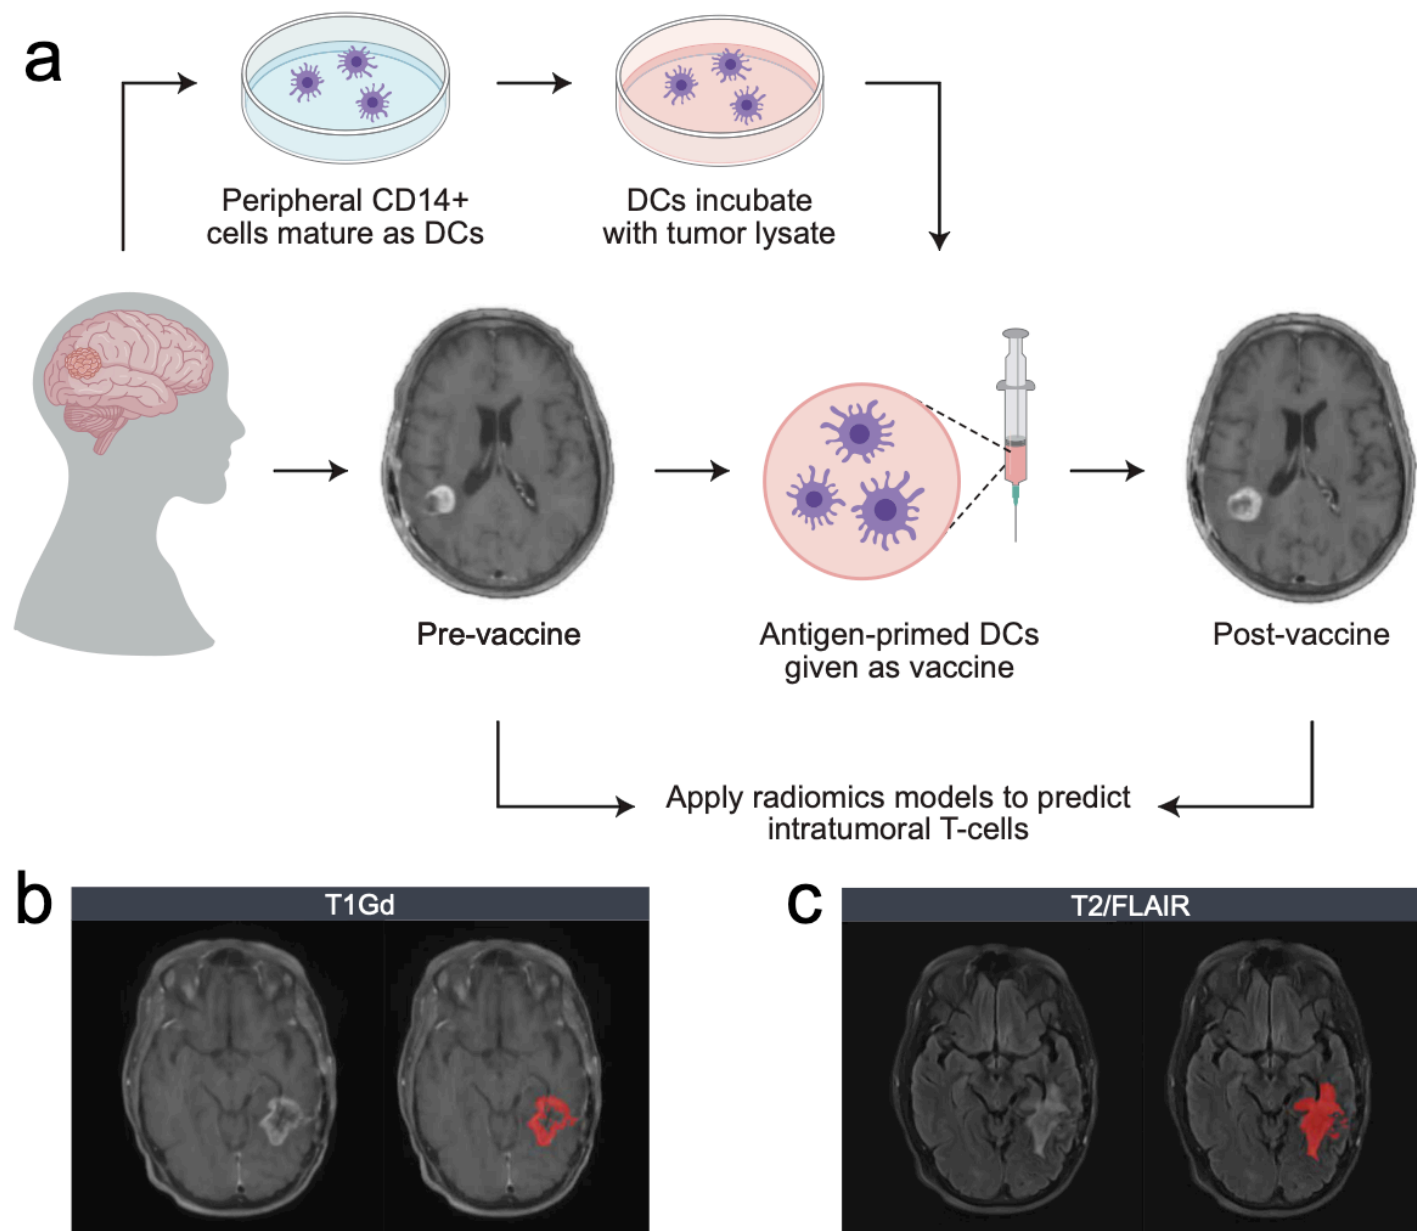 a
Peripheral CD14+
cells mature as DCs
DCs incubate
with tumor lysate
Pre-vaccine
Antigen-primed DCs
given as vaccine
Post-vaccine
Apply radiomics models to predict
intratumoral T-cells
b
T1Gd
c
T2/FLAIR